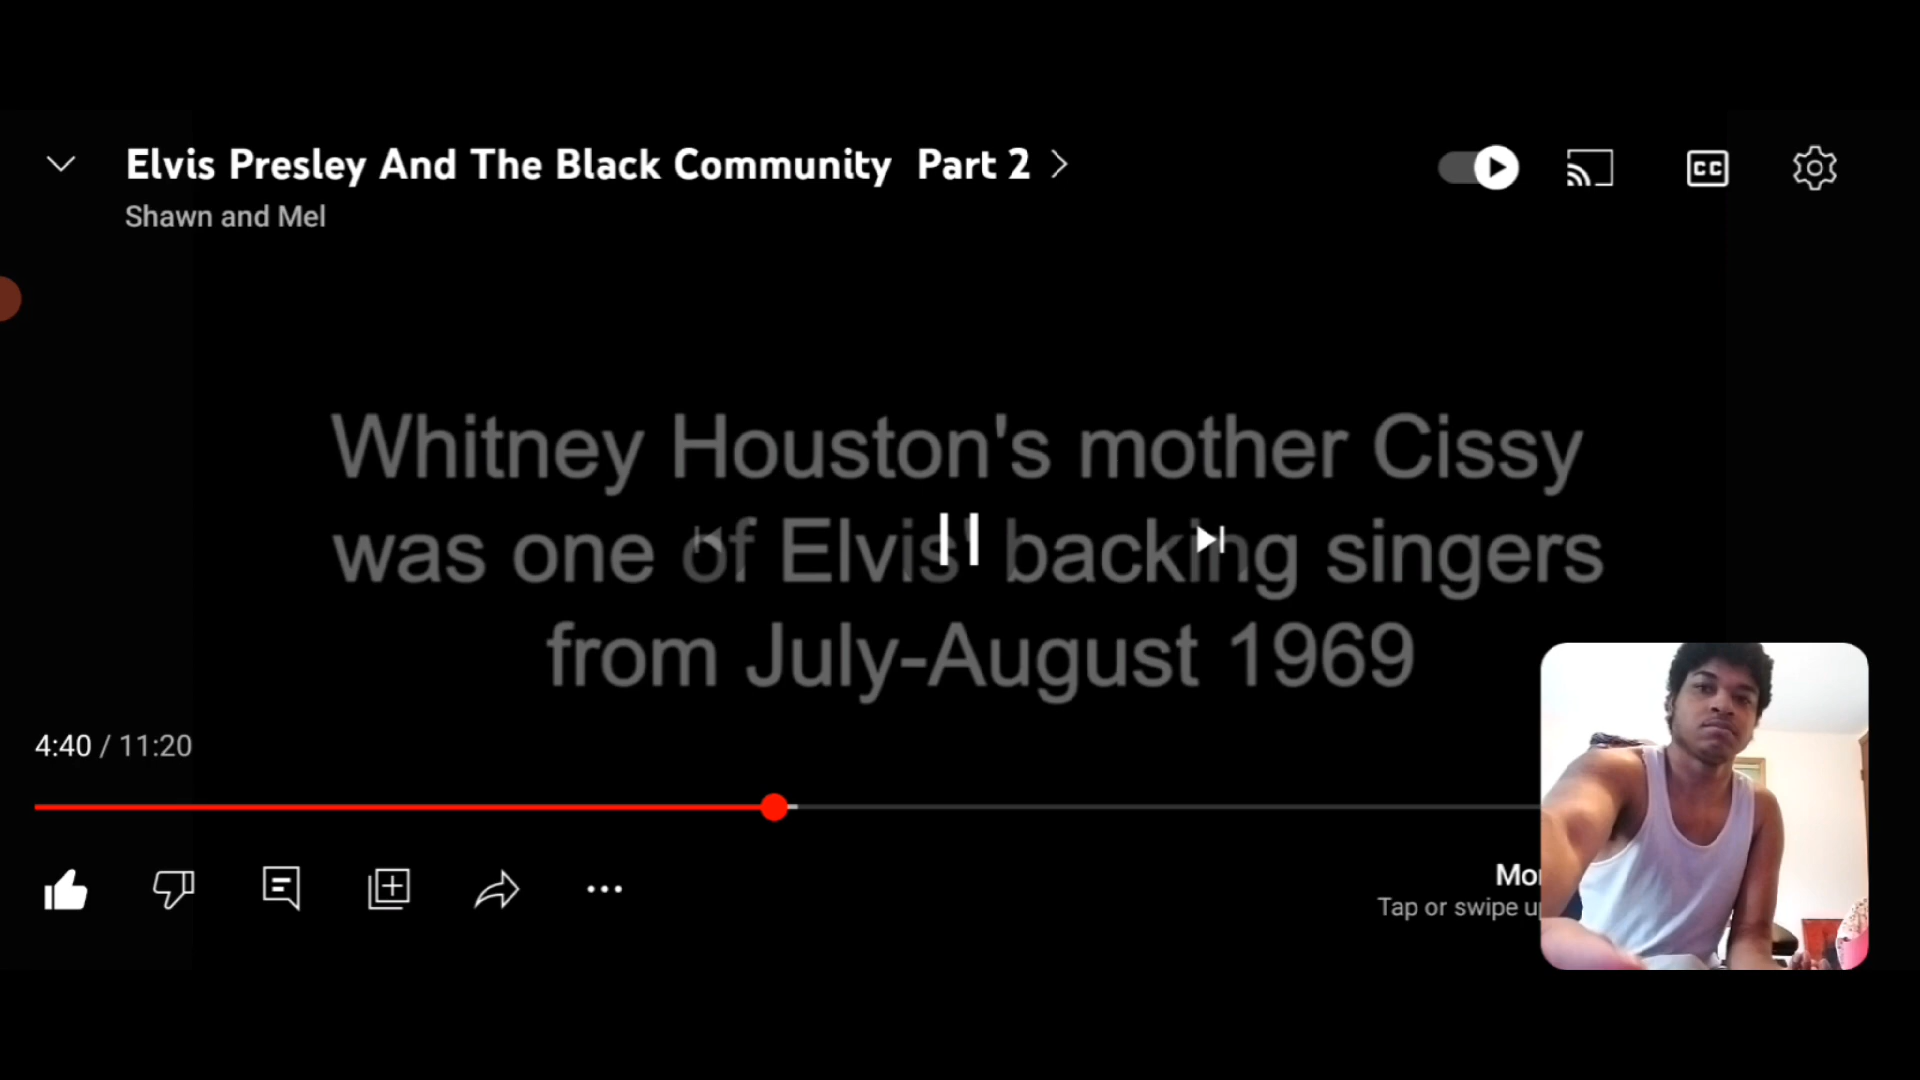 Elvis Presley And The Black Community Part 2
Shawn and Mel
CC
Whitney Houston's mother Cissy
was one of Elvis' backing singers
from July-August 1969
4:40 / 11:20
Tap or swipe